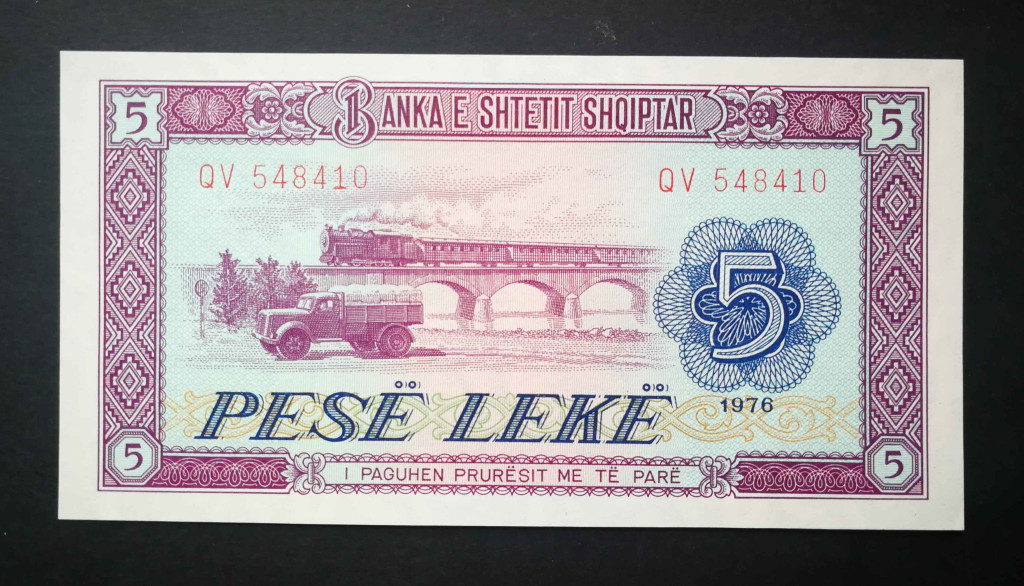 5 BANKA E SHTETIT SHQIPTAR 5
QV 548410 QV 548410
5
PESË LEKË 1976
5 I PAGUHEN PRURËSIT ME TË PARË 5